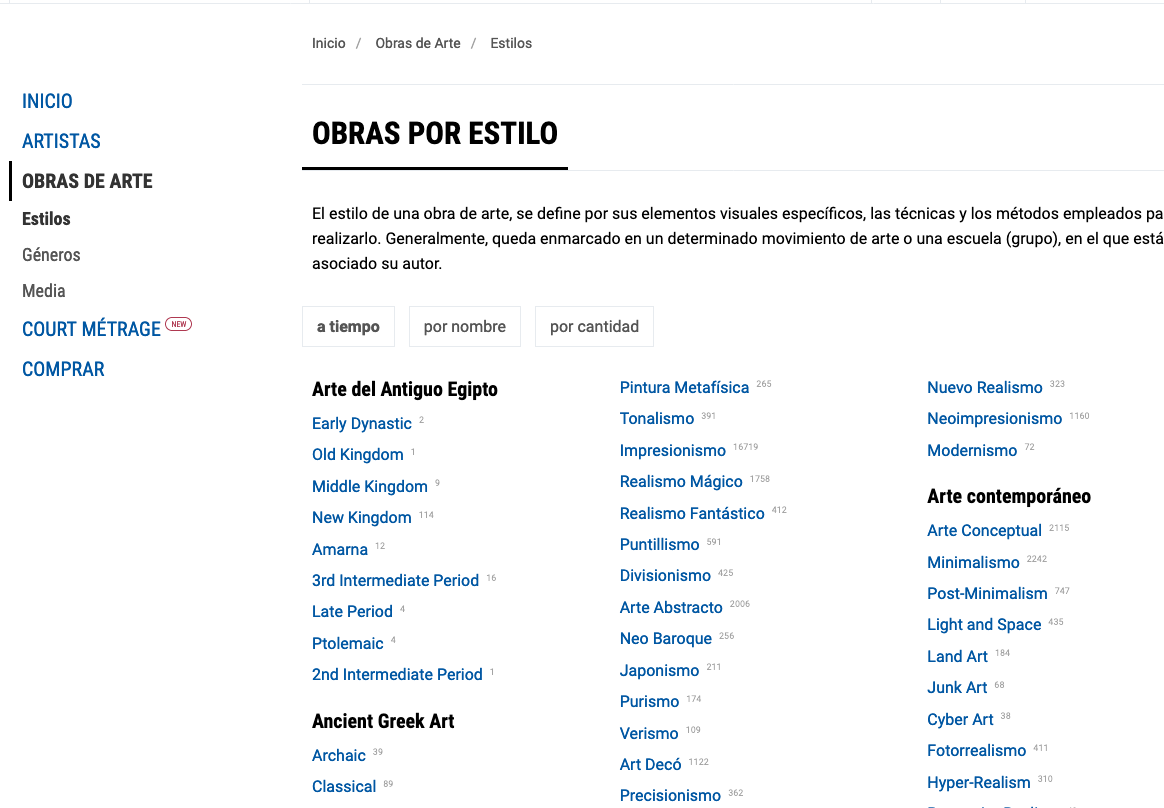 Inicio / Obras de Arte / Estilos
INICIO
ARTISTAS
OBRAS DE ARTE
Estilos
Géneros
Media
COURT MÉTRAGE NEW
COMPRAR
OBRAS POR ESTILO
El estilo de una obra de arte, se define por sus elementos visuales específicos, las técnicas y los métodos empleados pa
realizarlo. Generalmente, queda enmarcado en un determinado movimiento de arte o una escuela (grupo), en el que está
asociado su autor.
a tiempo
por nombre
por cantidad
Arte del Antiguo Egipto
Early Dynastic 2
Old Kingdom 1
Middle Kingdom 9
New Kingdom 114
Amarna 12
3rd Intermediate Period 16
Late Period 4
Ptolemaic 4
2nd Intermediate Period 1
Ancient Greek Art
Archaic 39
Classical 89
Pintura Metafísica 265
Tonalismo 391
Impresionismo 16719
Realismo Mágico 1758
Realismo Fantástico 412
Puntillismo 591
Divisionismo 425
Arte Abstracto 2006
Neo Baroque 256
Japonismo 211
Purismo 174
Verismo 109
Art Decó 1122
Precisionismo 362
Nuevo Realismo 323
Neoimpresionismo 1160
Modernismo 72
Arte contemporáneo
Arte Conceptual 2115
Minimalismo 2242
Post-Minimalism 747
Light and Space 435
Land Art 184
Junk Art 68
Cyber Art 38
Fotorrealismo 411
Hyper-Realism 310